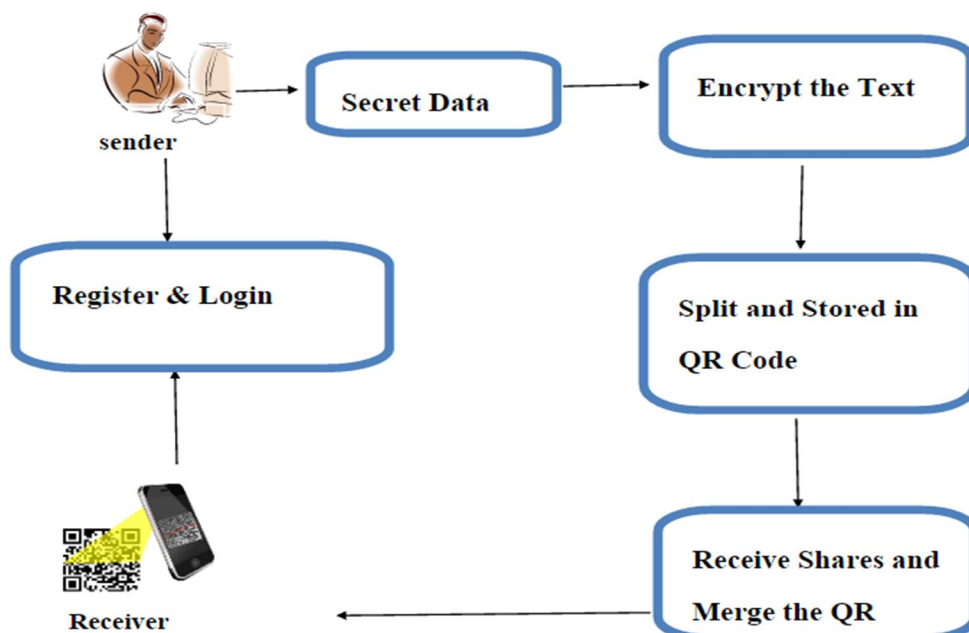 Secret Data
Encrypt the Text
sender
Register & Login
Split and Stored in
QR Code
Receive Shares and
Merge the QR
Receiver